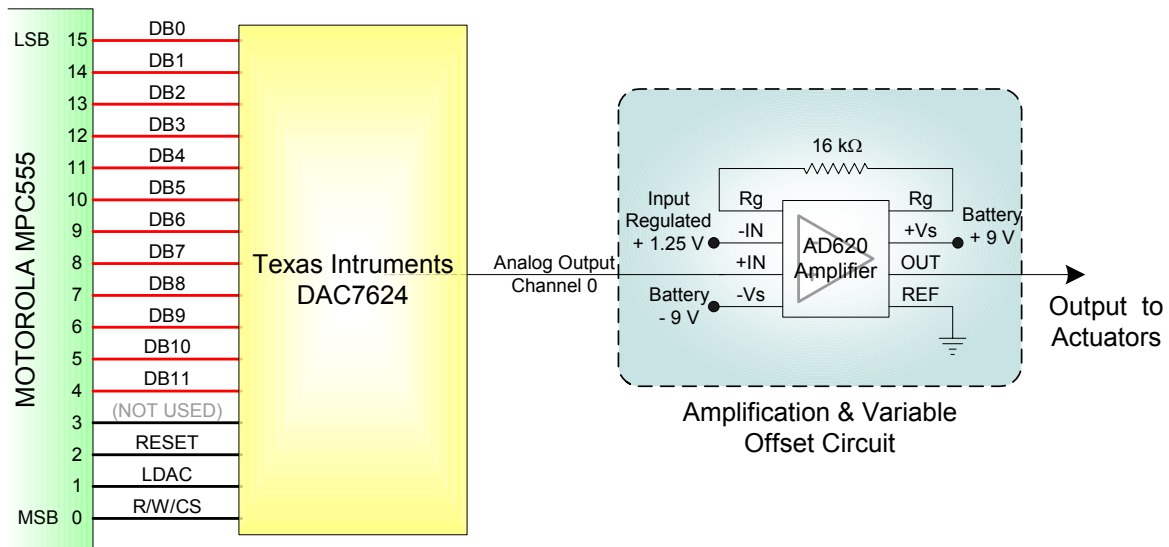 MOTOROLA MPC555
LSB 15 DB0
14 DB1
13 DB2
12 DB3
11 DB4
10 DB5
9 DB6
8 DB7
7 DB8
6 DB9
5 DB10
4 DB11
3 (NOT USED)
2 RESET
1 LDAC
MSB 0 R/W/CS
Texas Intruments
DAC7624
Analog Output
Channel 0
16 kΩ
Input
Regulated
+ 1.25 V
Battery
- 9 V
Rg
-IN
+IN
-Vs
AD620
Amplifier
Rg
+Vs
OUT
REF
Battery
+ 9 V
Output to
Actuators
Amplification & Variable
Offset Circuit